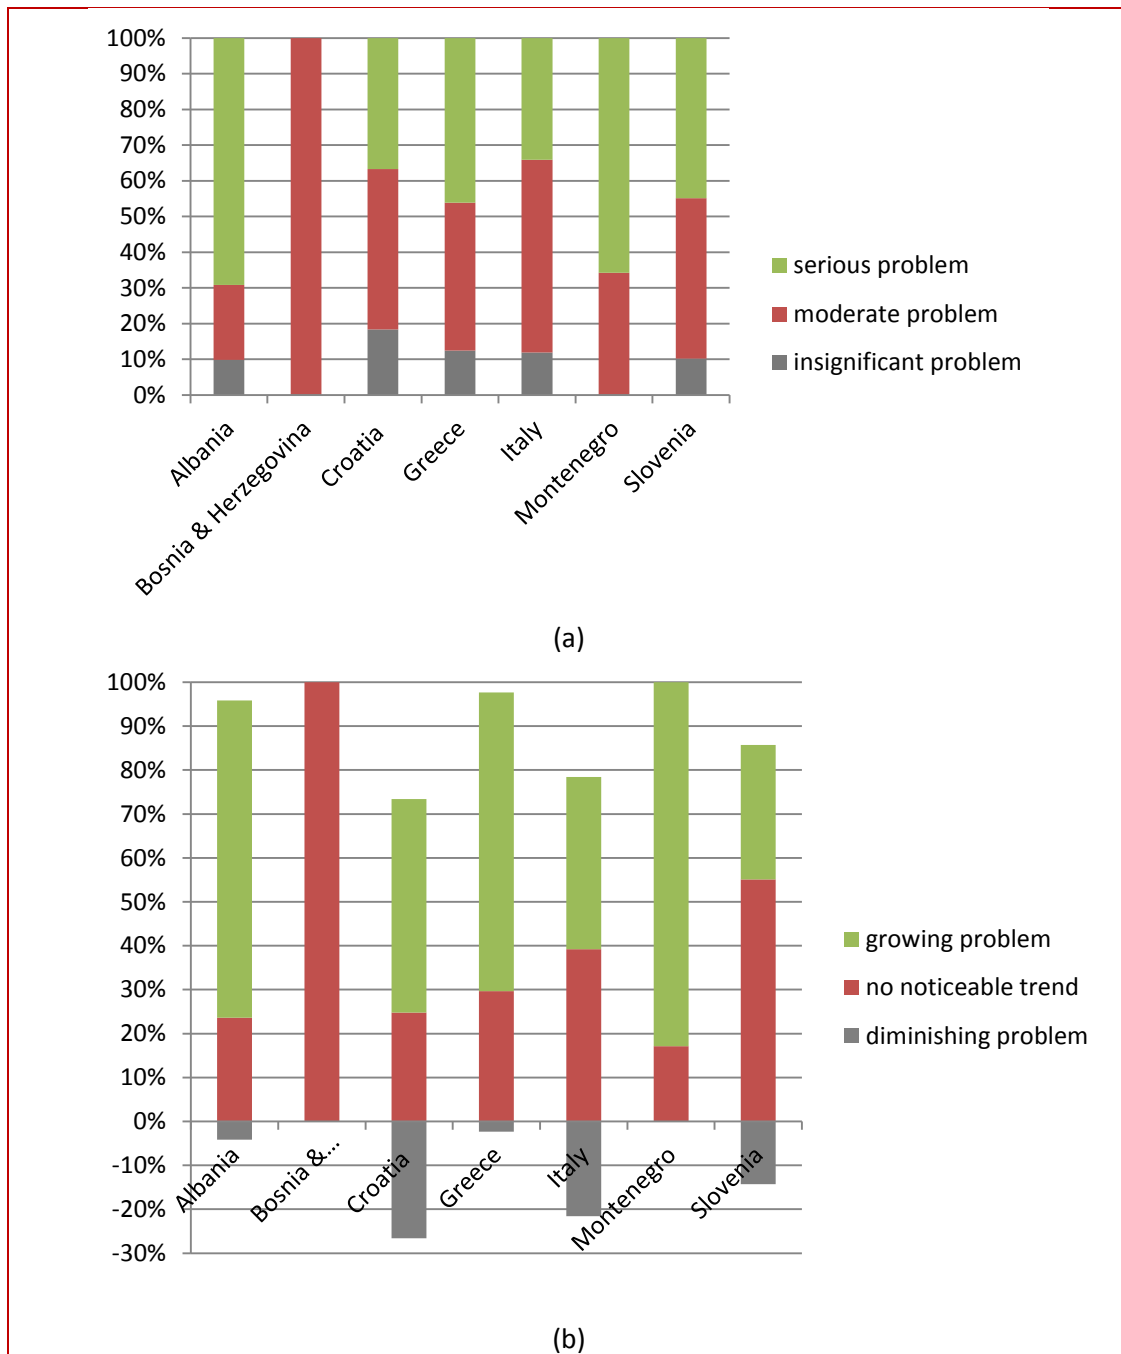 100%
90%
80%
70%
60%
50%
40%
30%
20%
10%
0%
Albania
Bosnia & Herzegovina
Croatia
Greece
Italy
Montenegro
Slovenia
serious problem
moderate problem
insignificant problem
(a)
100%
90%
80%
70%
60%
50%
40%
30%
20%
10%
0%
-10%
-20%
-30%
Albania
Bosnia &...
Croatia
Greece
Italy
Montenegro
Slovenia
growing problem
no noticeable trend
diminishing problem
(b)